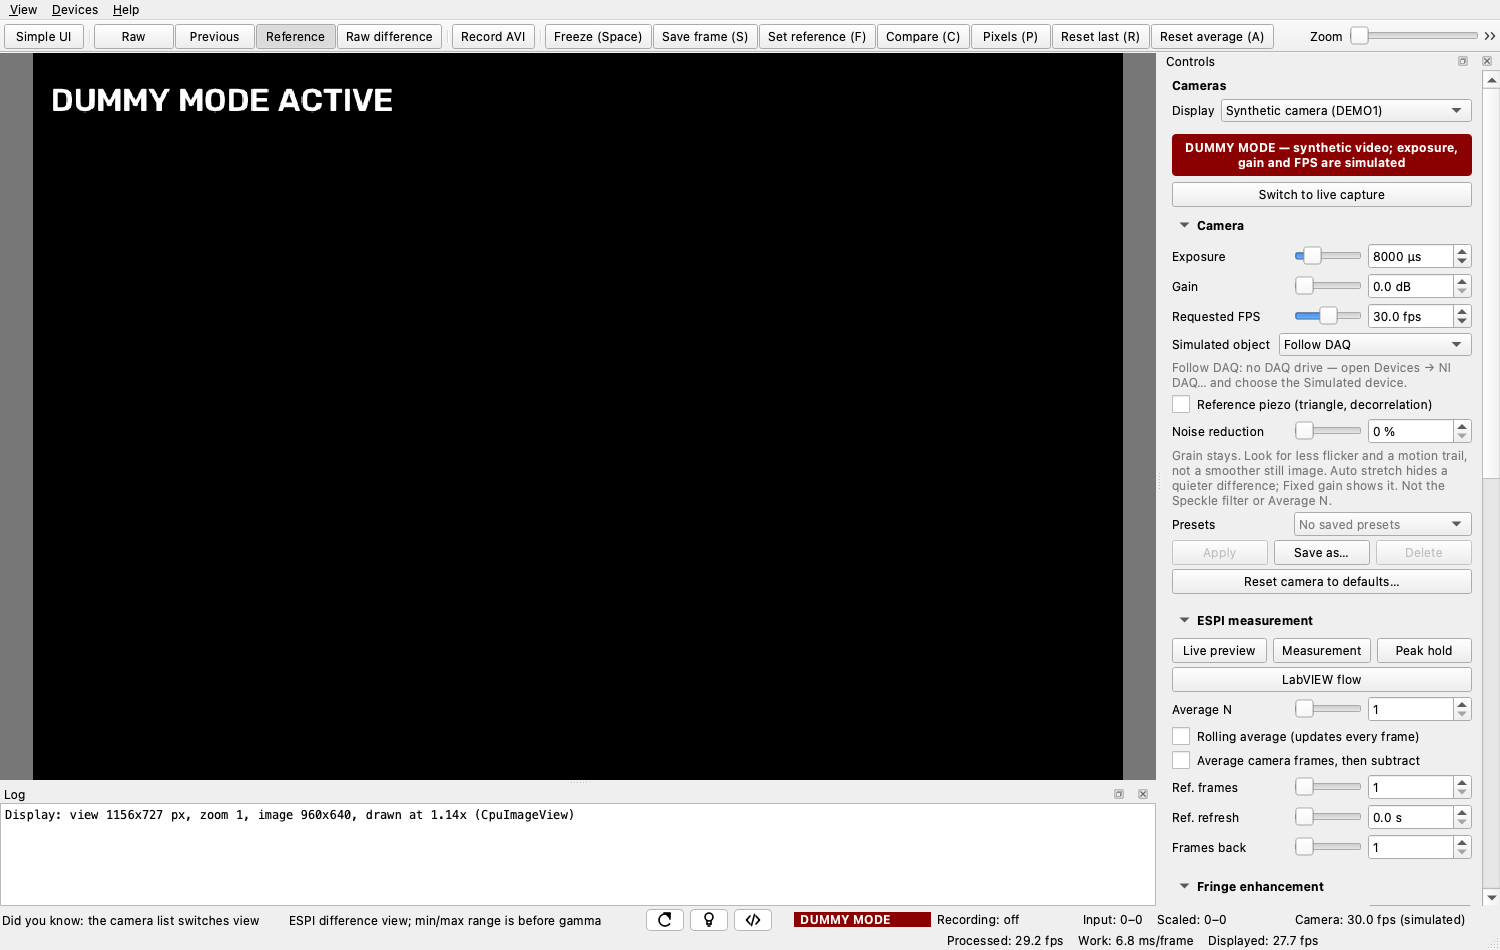 View Devices Help
Simple UI Raw Previous Reference Raw difference Record AVI Freeze (Space) Save frame (S) Set reference (F) Compare (C) Pixels (P) Reset last (R) Reset average (A) Zoom
DUMMY MODE ACTIVE
Controls
Cameras
Display Synthetic camera (DEMO1)
DUMMY MODE — synthetic video; exposure,
gain and FPS are simulated
Switch to live capture
Camera
Exposure 8000 µs
Gain 0.0 dB
Requested FPS 30.0 fps
Simulated object Follow DAQ
Follow DAQ: no DAQ drive — open Devices → NI
DAQ... and choose the Simulated device.
Reference piezo (triangle, decorrelation)
Noise reduction 0 %
Grain stays. Look for less flicker and a motion trail,
not a smoother still image. Auto stretch hides a
quieter difference; Fixed gain shows it. Not the
Speckle filter or Average N.
Presets No saved presets
Apply Save as... Delete
Reset camera to defaults...
ESPI measurement
Live preview Measurement Peak hold
LabVIEW flow
Average N 1
Rolling average (updates every frame)
Average camera frames, then subtract
Ref. frames 1
Ref. refresh 0.0 s
Frames back 1
Fringe enhancement
Log
Display: view 1156x727 px, zoom 1, image 960x640, drawn at 1.14x (CpuImageView)
Did you know: the camera list switches view ESPI difference view; min/max range is before gamma DUMMY MODE Recording: off Input: 0–0 Scaled: 0–0 Camera: 30.0 fps (simulated)
Processed: 29.2 fps Work: 6.8 ms/frame Displayed: 27.7 fps